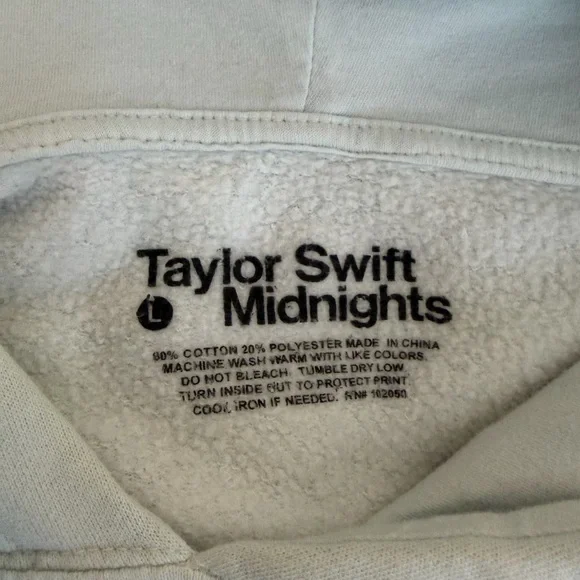 Taylor Swift
L Midnights
80% COTTON 20% POLYESTER MADE IN CHINA
MACHINE WASH WARM WITH LIKE COLORS.
DO NOT BLEACH. TUMBLE DRY LOW.
TURN INSIDE OUT TO PROTECT PRINT.
COOL IRON IF NEEDED. RN# 102050